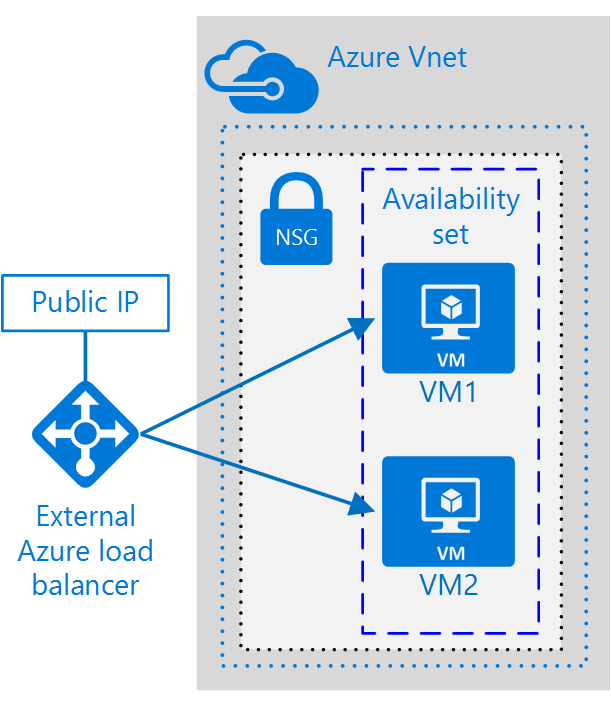 Azure Vnet
Availability
set
NSG
Public IP
VM
VM1
External
Azure load
balancer
VM
VM2